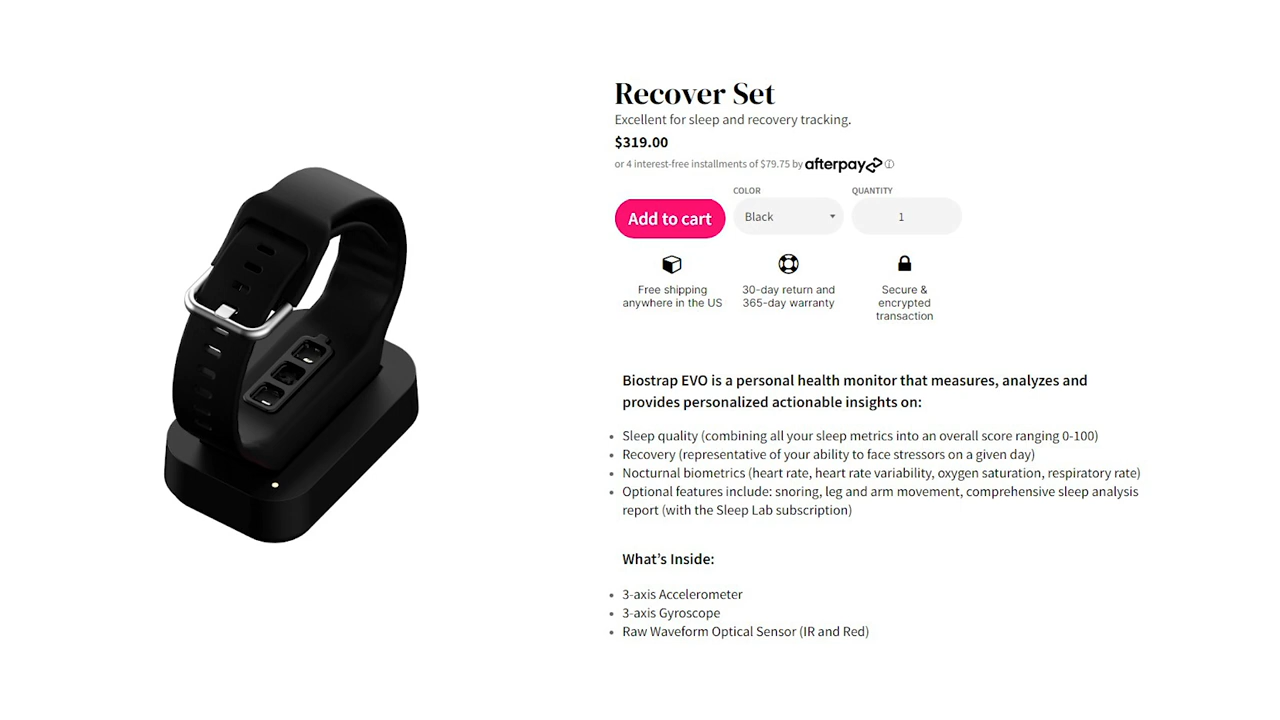 Recover Set
Excellent for sleep and recovery tracking.
$319.00
or 4 interest-free installments of $79.75 by afterpay
COLOR
QUANTITY
Add to cart
Black
1
Free shipping
anywhere in the US
30-day return and
365-day warranty
Secure &
encrypted
transaction
Biostrap EVO is a personal health monitor that measures, analyzes and
provides personalized actionable insights on:
Sleep quality (combining all your sleep metrics into an overall score ranging 0-100)
Recovery (representative of your ability to face stressors on a given day)
Nocturnal biometrics (heart rate, heart rate variability, oxygen saturation, respiratory rate)
Optional features include: snoring, leg and arm movement, comprehensive sleep analysis
report (with the Sleep Lab subscription)
What’s Inside:
3-axis Accelerometer
3-axis Gyroscope
Raw Waveform Optical Sensor (IR and Red)